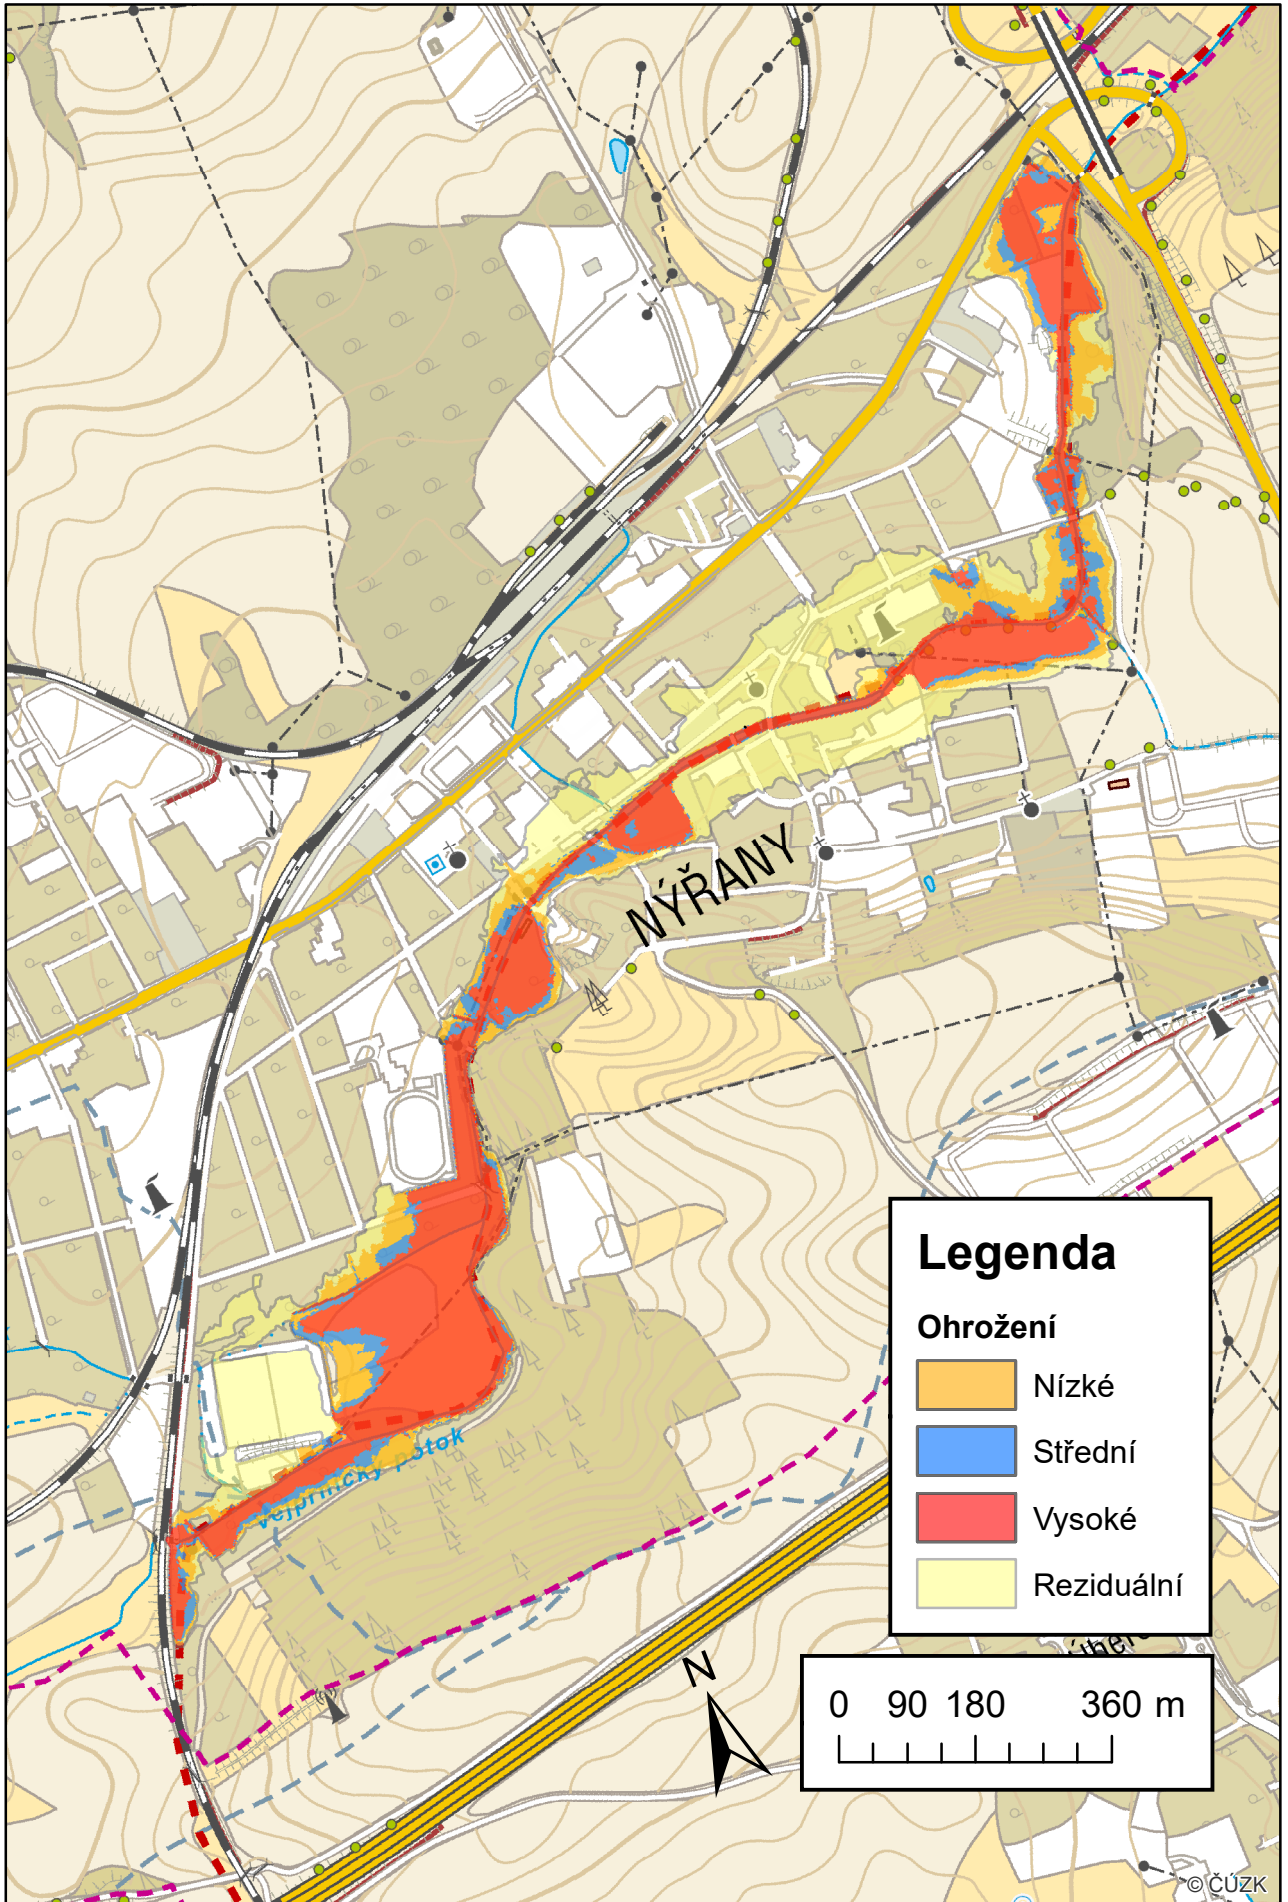 NÝŘANY
Vejprnický potok
Legenda
Ohrožení
Nízké
Střední
Vysoké
Reziduální
N
0 90 180 360 m
© ČÚZK